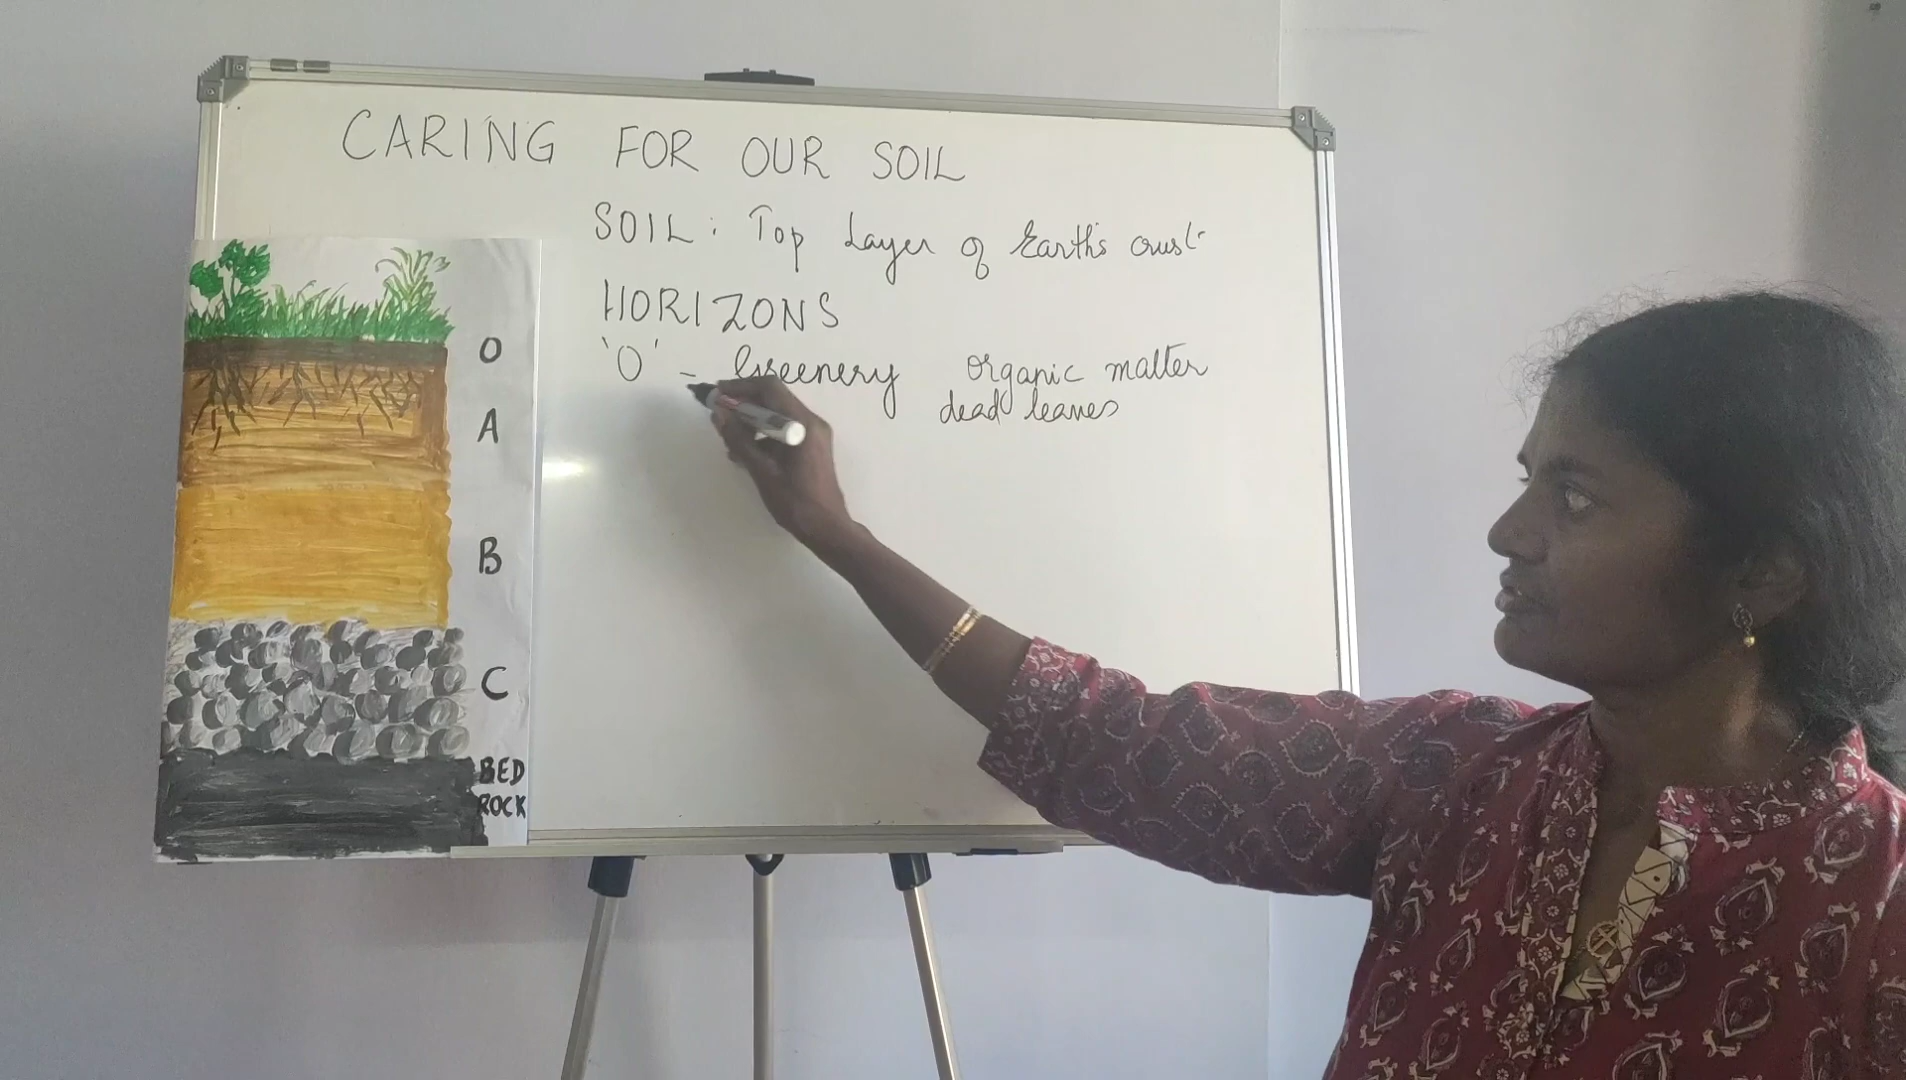 CARING FOR OUR SOIL
SOIL: Top Layer of Earth's crust
HORIZONS
'O' - Greenery organic matter
dead leaves
O
A
B
C
BED
ROCK